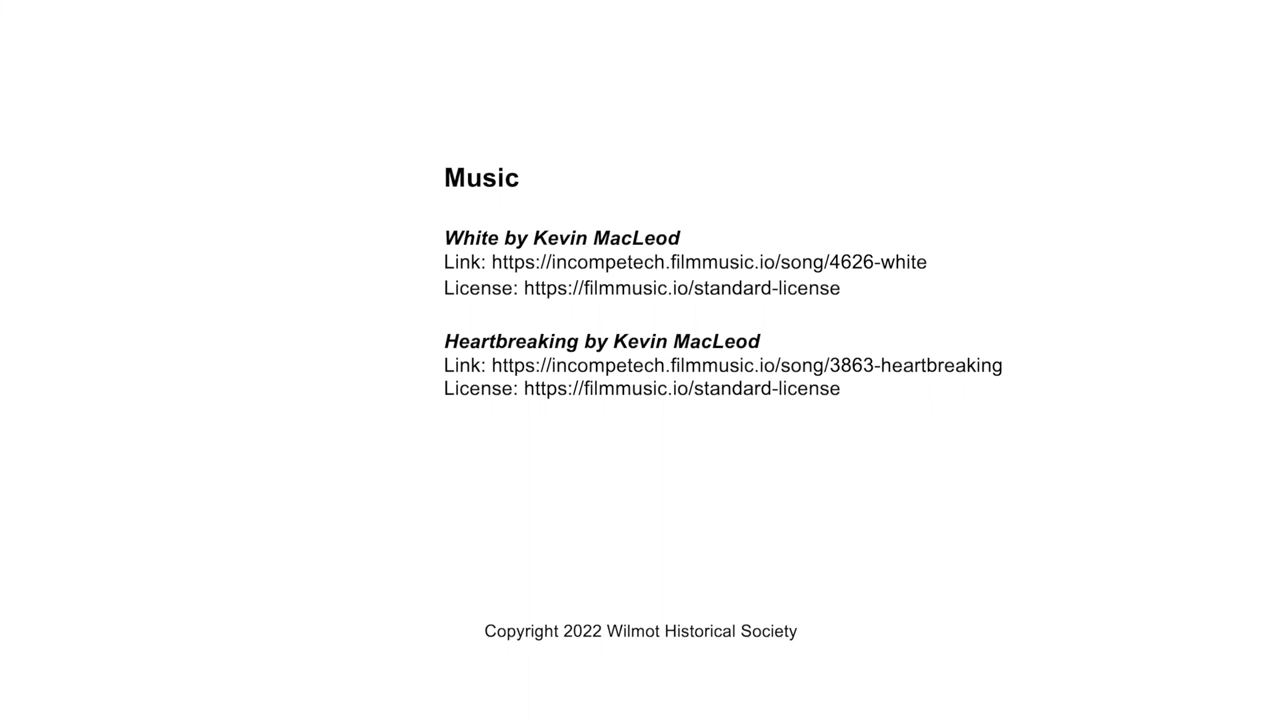 Music
White by Kevin MacLeod
Link: https://incompetech.filmmusic.io/song/4626-white
License: https://filmmusic.io/standard-license
Heartbreaking by Kevin MacLeod
Link: https://incompetech.filmmusic.io/song/3863-heartbreaking
License: https://filmmusic.io/standard-license
Copyright 2022 Wilmot Historical Society